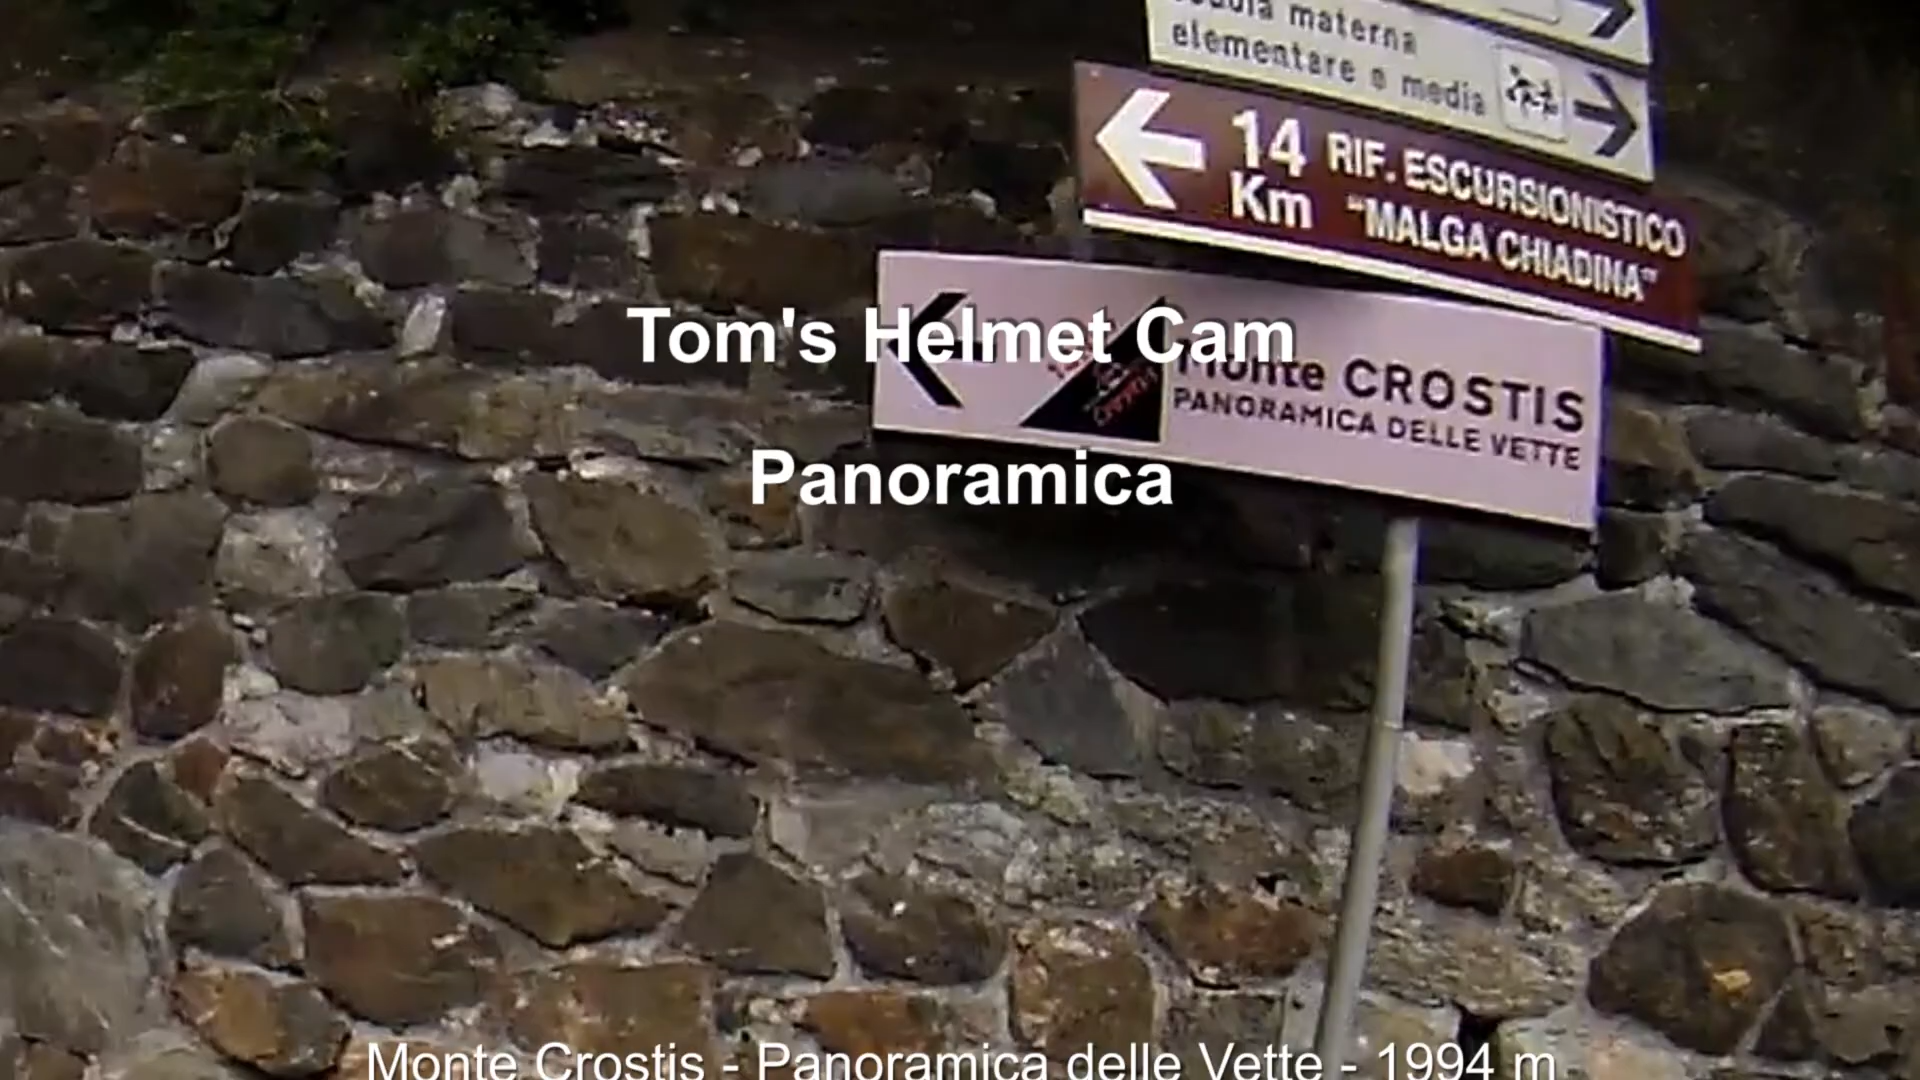 materna
elementare e media
14 Km RIF. ESCURSIONISTICO
"MALGA CHIADINA"
Tom's Helmet Cam
Monte CROSTIS
PANORAMICA DELLE VETTE
Panoramica
Monte Crostis - Panoramica delle Vette - 1994 m